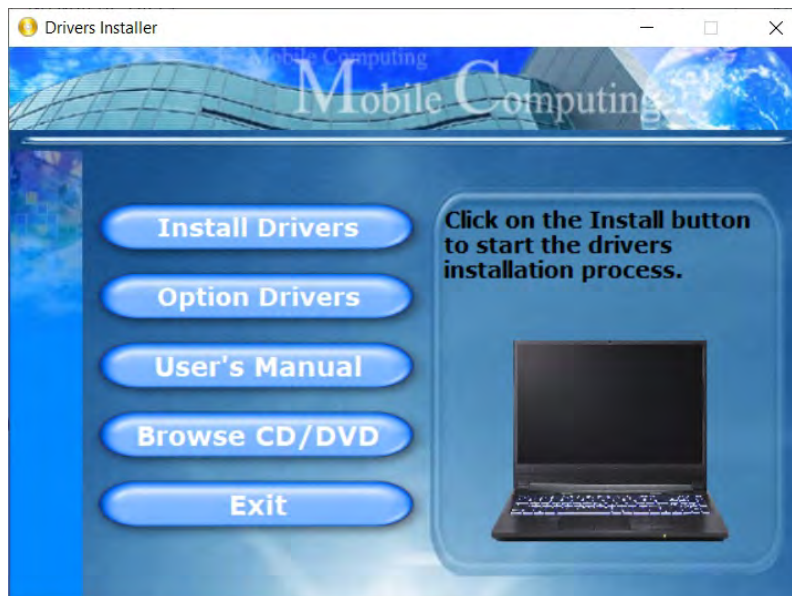 Drivers Installer
Mobile Computing
Mobile Computing
Install Drivers
Option Drivers
User's Manual
Browse CD/DVD
Exit
Click on the Install button
to start the drivers
installation process.